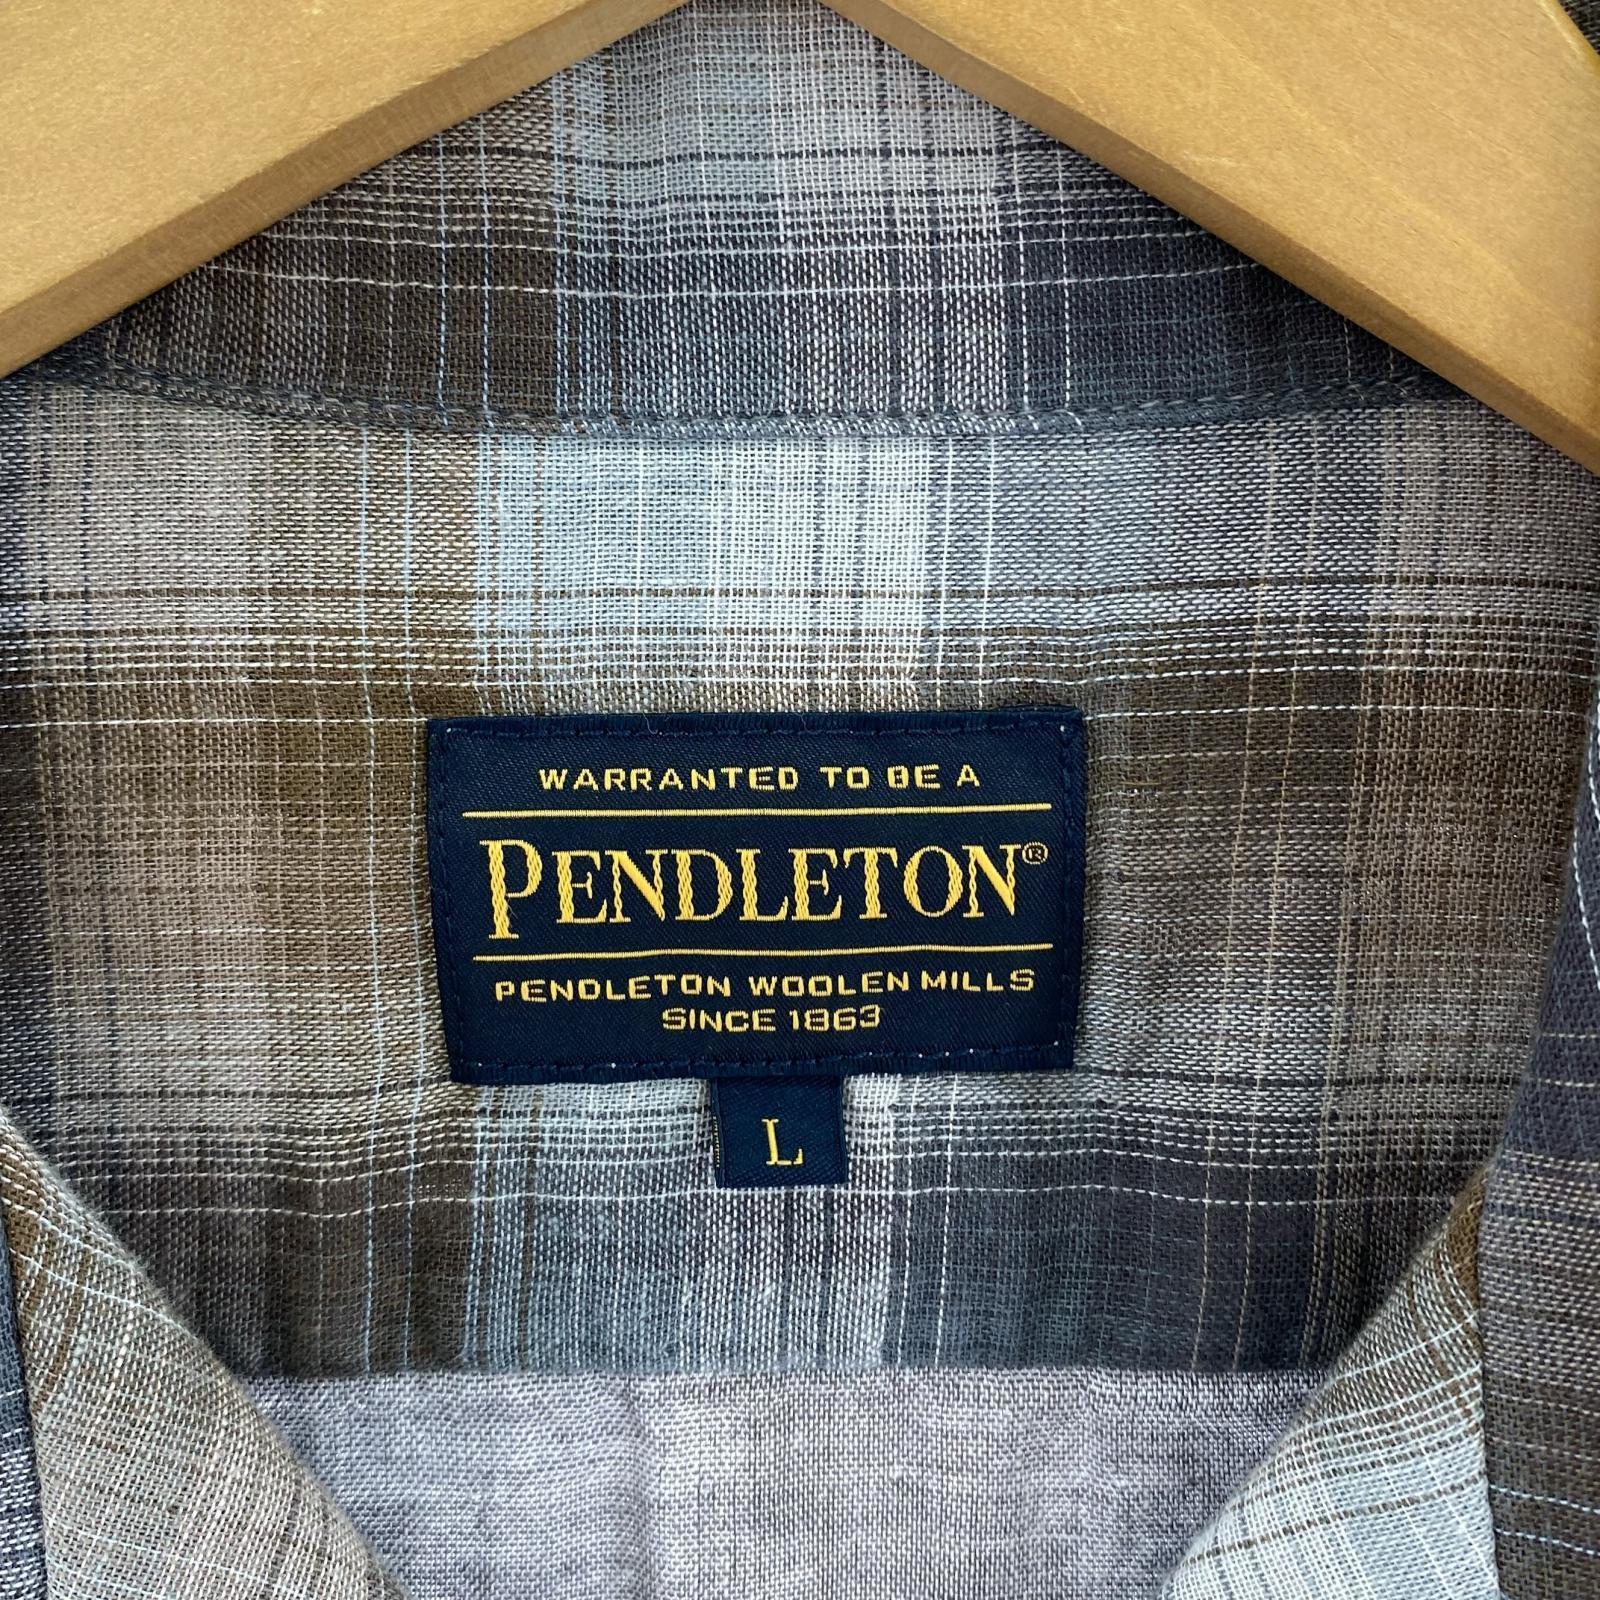 WARRANTED TO BE A
PENDLETON®
PENDLETON WOOLEN MILLS
SINCE 1863
L